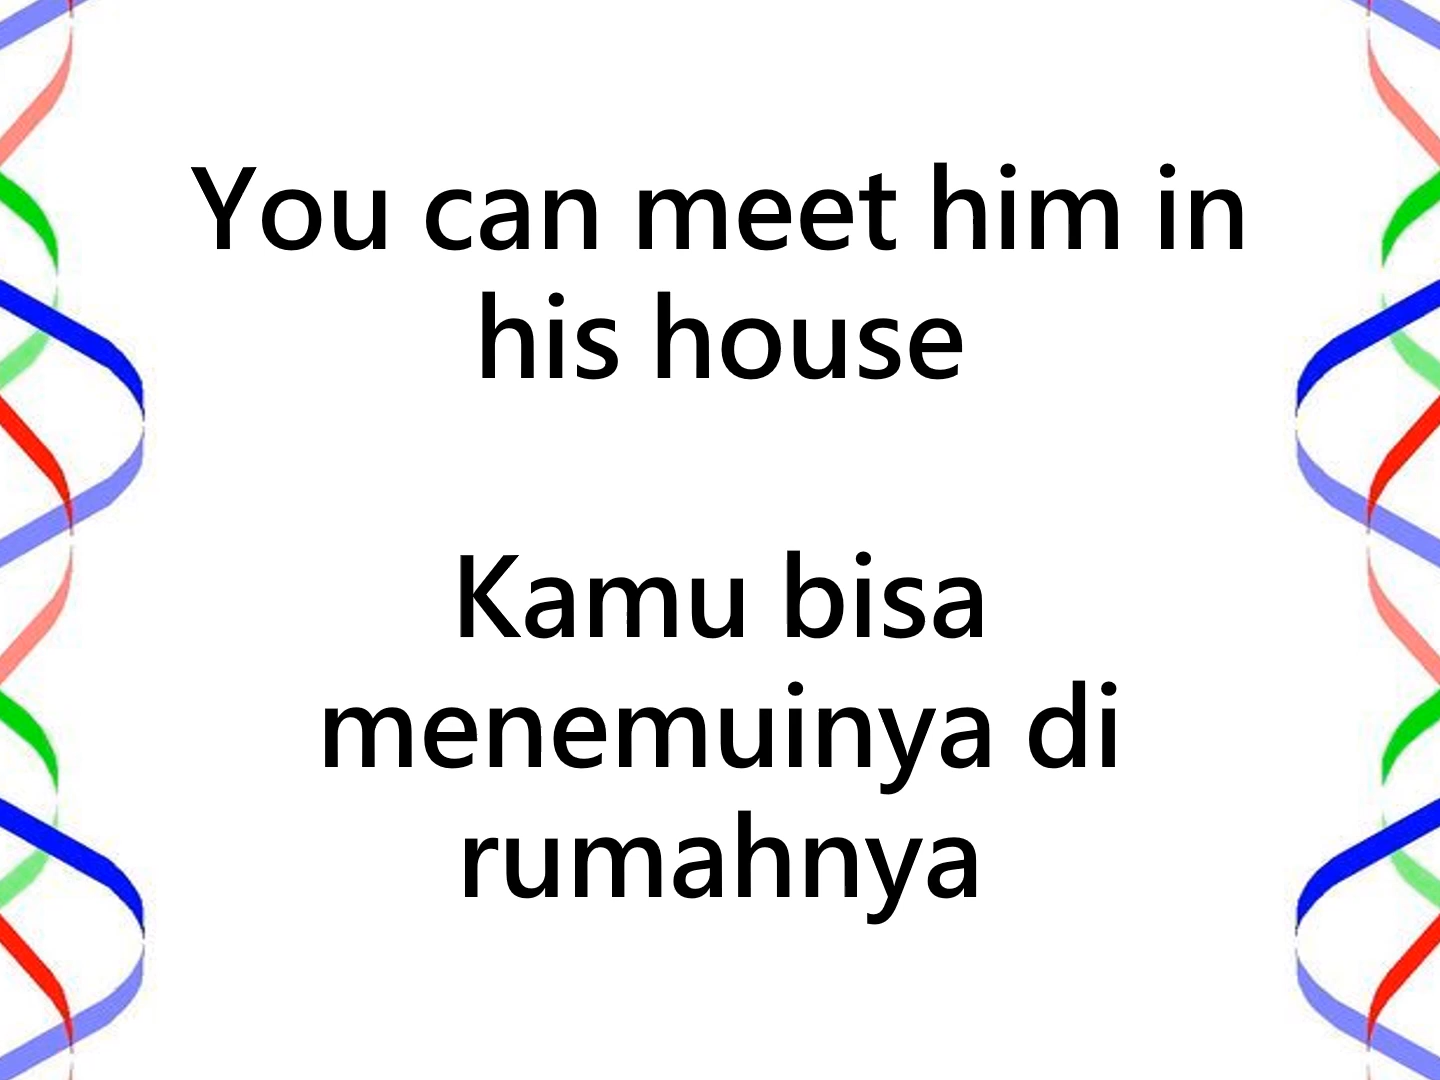 You can meet him in
his house
Kamu bisa
menemuinya di
rumahnya